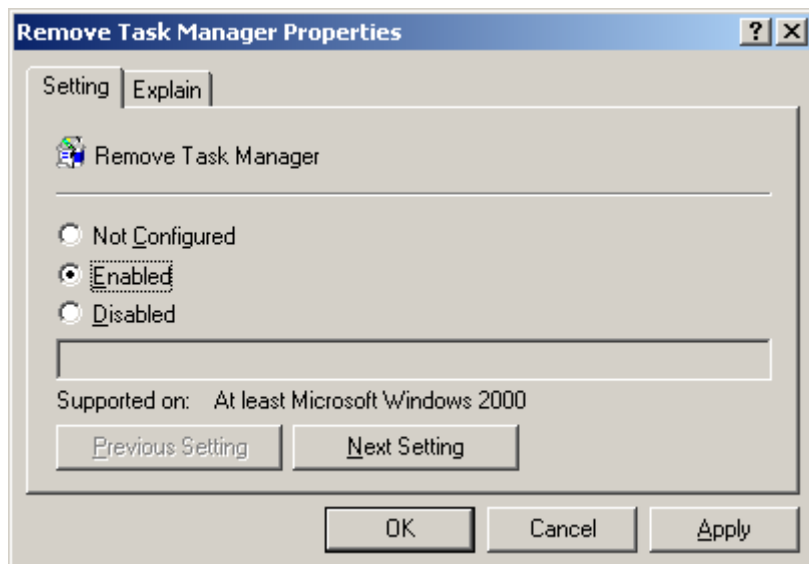 Remove Task Manager Properties
Setting Explain
Remove Task Manager
Not Configured
Enabled
Disabled
Supported on: At least Microsoft Windows 2000
Previous Setting Next Setting
OK Cancel Apply